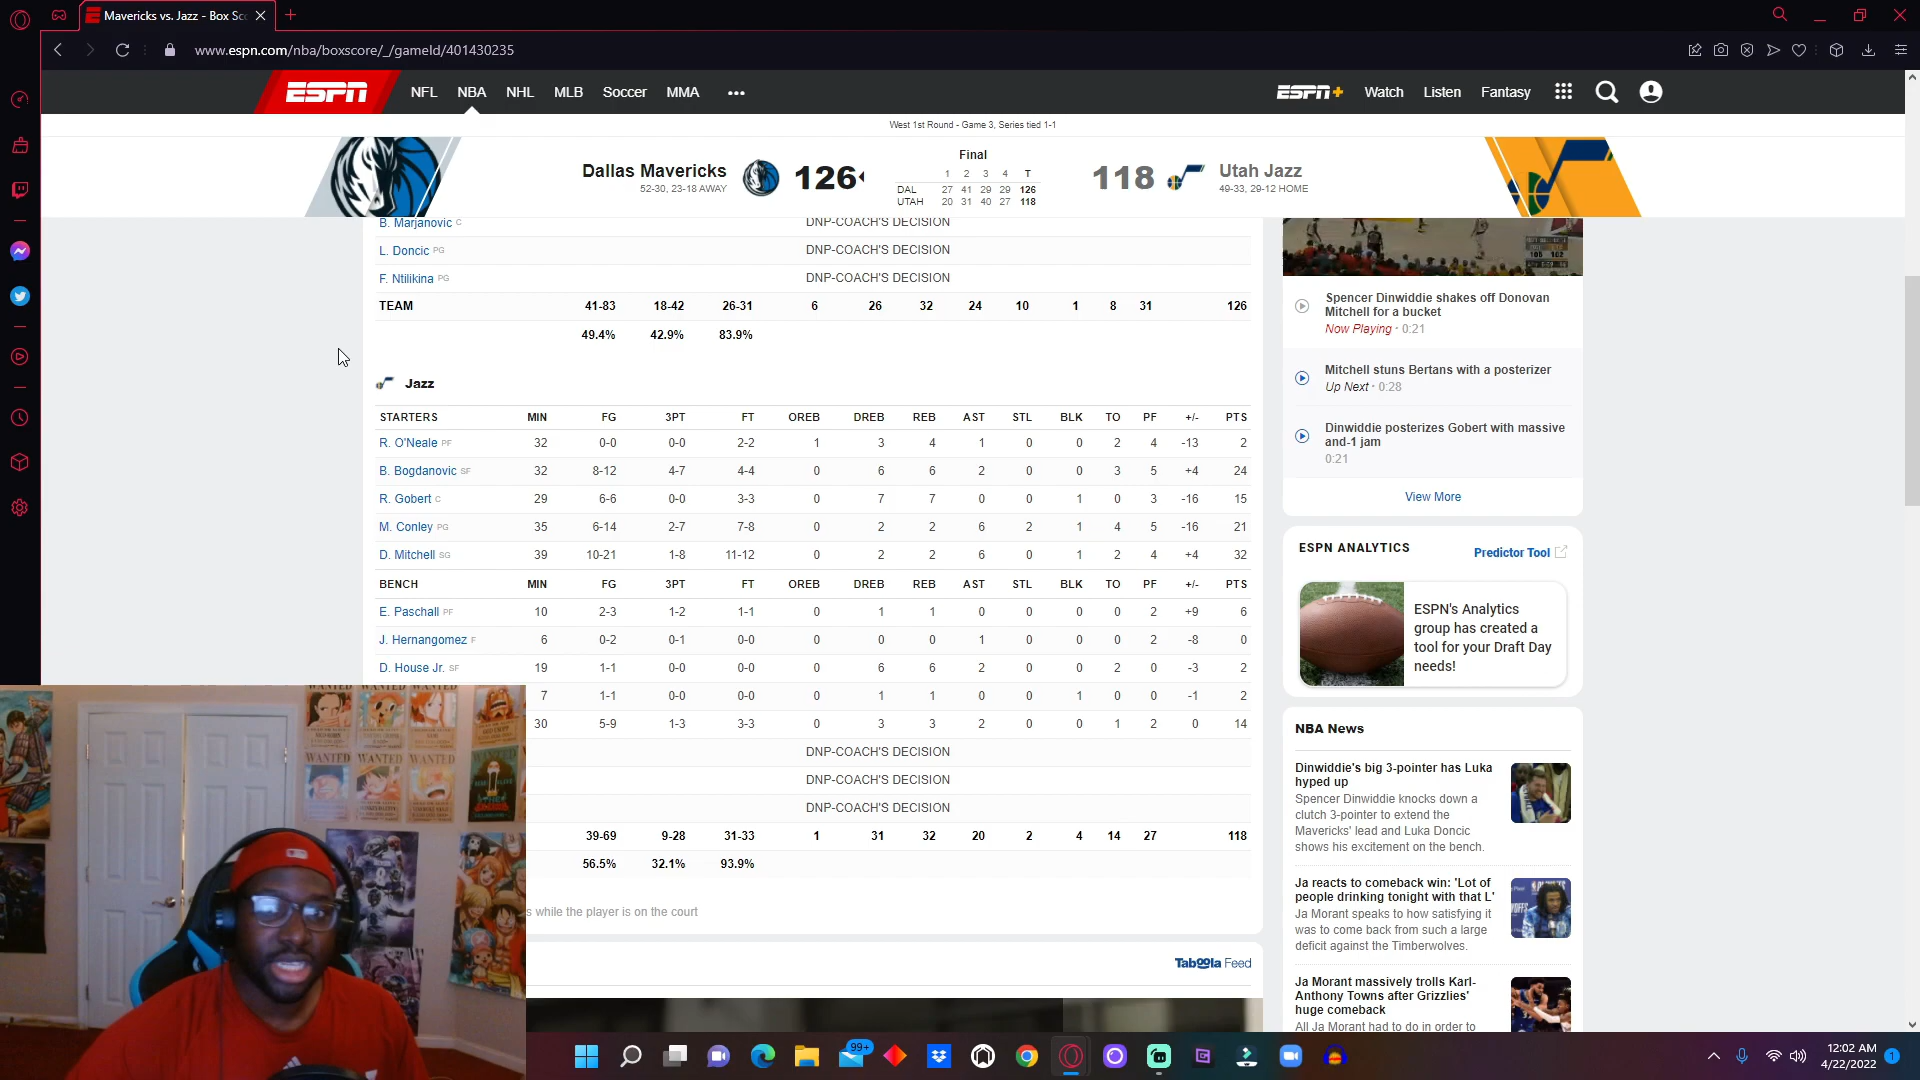 Mavericks vs. Jazz - Box Sco
www.espn.com/nba/boxscore/_/gameId/401430235
ESPN NFL NBA NHL MLB Soccer MMA ••• ESPN+ Watch Listen Fantasy
West 1st Round - Game 3, Series tied 1-1
Dallas Mavericks 126 Final 118 Utah Jazz
52-30, 23-18 AWAY 49-33, 29-12 HOME
1 2 3 4 T
DAL 27 41 29 29 126
UTAH 20 31 40 27 118
B. Marjanovic C DNP-COACH'S DECISION
L. Doncic PG DNP-COACH'S DECISION
F. Ntilikina PG DNP-COACH'S DECISION
TEAM 41-83 18-42 26-31 6 26 32 24 10 1 8 31 126
49.4% 42.9% 83.9%
Jazz
STARTERS MIN FG 3PT FT OREB DREB REB AST STL BLK TO PF +/- PTS
R. O'Neale PF 32 0-0 0-0 2-2 1 3 4 1 0 0 2 4 -13 2
B. Bogdanovic SF 32 8-12 4-7 4-4 0 6 6 2 0 0 3 5 +4 24
R. Gobert C 29 6-6 0-0 3-3 0 7 7 0 0 1 0 3 -16 15
M. Conley PG 35 6-14 2-7 7-8 0 2 2 6 2 1 4 5 -16 21
D. Mitchell SG 39 10-21 1-8 11-12 0 2 2 6 0 1 2 4 +4 32
BENCH MIN FG 3PT FT OREB DREB REB AST STL BLK TO PF +/- PTS
E. Paschall PF 10 2-3 1-2 1-1 0 1 1 0 0 0 0 2 +9 6
J. Hernangomez F 6 0-2 0-1 0-0 0 0 0 1 0 0 0 2 -8 0
D. House Jr. SF 19 1-1 0-0 0-0 0 6 6 2 0 0 2 0 -3 2
7 1-1 0-0 0-0 0 1 1 0 0 1 0 0 -1 2
30 5-9 1-3 3-3 0 3 3 2 0 0 1 2 0 14
DNP-COACH'S DECISION
DNP-COACH'S DECISION
DNP-COACH'S DECISION
39-69 9-28 31-33 1 31 32 20 2 4 14 27 118
56.5% 32.1% 93.9%
s while the player is on the court
Taboola Feed
Spencer Dinwiddie shakes off Donovan
Mitchell for a bucket
Now Playing · 0:21
Mitchell stuns Bertans with a posterizer
Up Next · 0:28
Dinwiddie posterizes Gobert with massive
and-1 jam
0:21
View More
ESPN ANALYTICS Predictor Tool
ESPN's Analytics
group has created a
tool for your Draft Day
needs!
NBA News
Dinwiddie's big 3-pointer has Luka
hyped up
Spencer Dinwiddie knocks down a
clutch 3-pointer to extend the
Mavericks' lead and Luka Doncic
shows his excitement on the bench.
Ja reacts to comeback win: 'Lot of
people drinking tonight with that L'
Ja Morant speaks to how satisfying it
was to come back from such a large
deficit against the Timberwolves.
Ja Morant massively trolls Karl-
Anthony Towns after Grizzlies'
huge comeback
All Ja Morant had to do in order to
WANTED WANTED WANTED
WANTED WANTED WANTED
99+
12:02 AM
4/22/2022
1